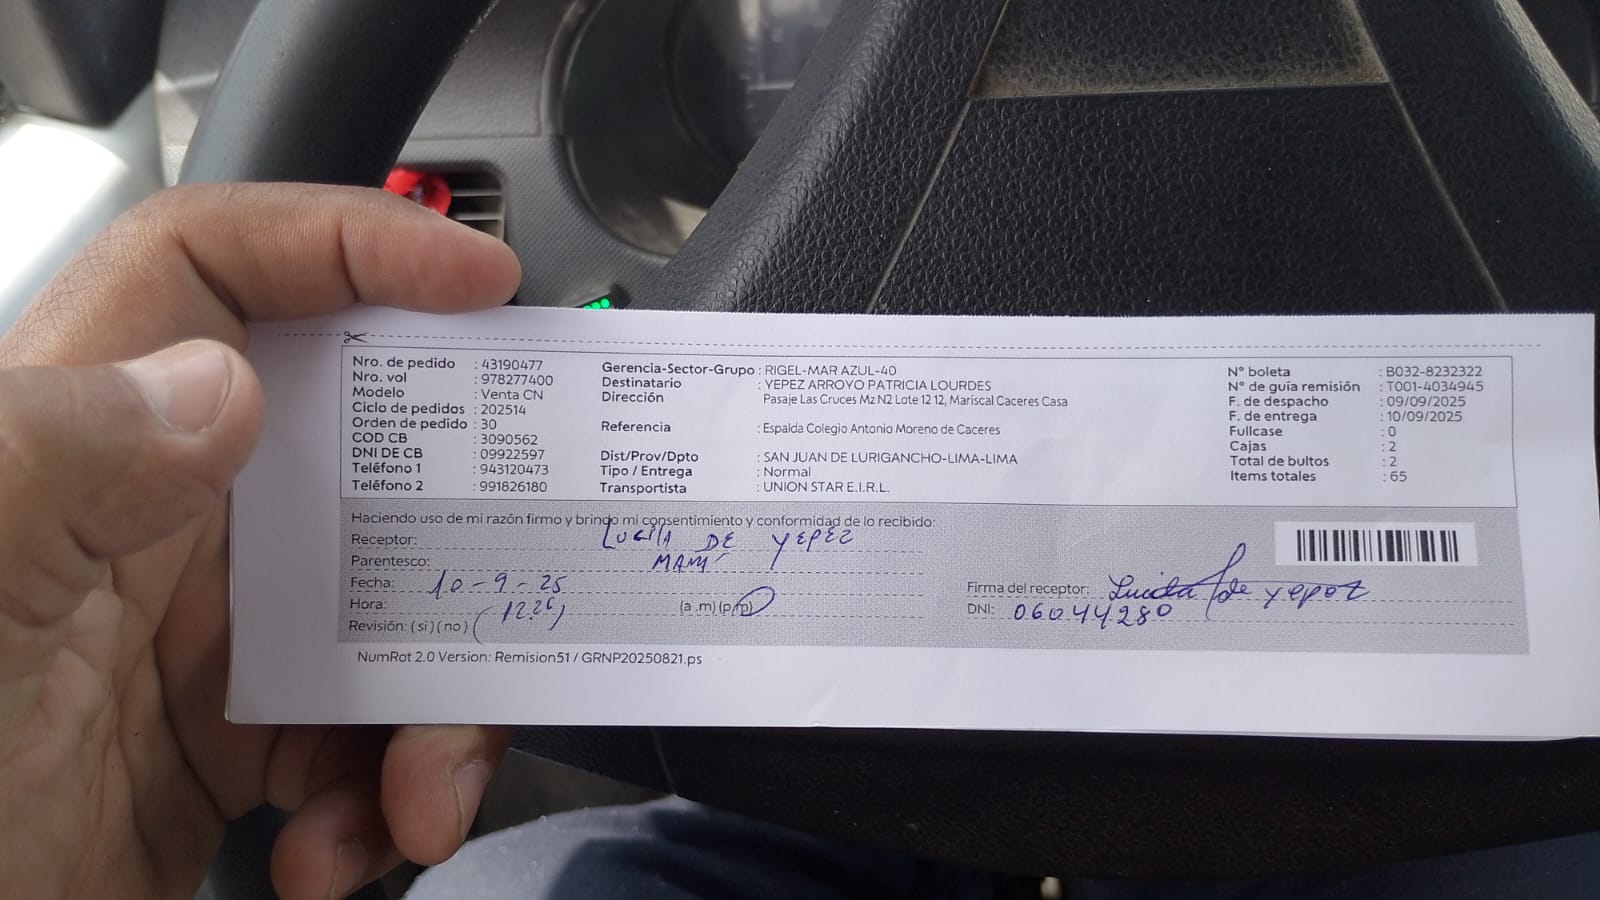 Nro. de pedido : 43190477
Nro. vol : 978277400
Modelo : Venta CN
Ciclo de pedidos : 202514
Orden de pedido : 30
COD CB : 3090562
DNI DE CB : 09922597
Teléfono 1 : 943120473
Teléfono 2 : 991826180
Gerencia-Sector-Grupo : RIGEL-MAR AZUL-40
Destinatario : YEPEZ ARROYO PATRICIA LOURDES
Dirección Pasaje Las Cruces Mz N2 Lote 12 12, Mariscal Caceres Casa
Referencia : Espalda Colegio Antonio Moreno de Caceres
Dist/Prov/Dpto : SAN JUAN DE LURIGANCHO-LIMA-LIMA
Tipo / Entrega : Normal
Transportista : UNION STAR E.I.R.L.
N° boleta : B032-8232322
N° de guía remisión : T001-4034945
F. de despacho : 09/09/2025
F. de entrega : 10/09/2025
Fullcase : 0
Cajas : 2
Total de bultos : 2
Items totales : 65
Haciendo uso de mi razón firmo y brindo mi consentimiento y conformidad de lo recibido:
Receptor: LUCILA DE YEPEZ
Parentesco: MAMÁ
Fecha: 10-9-25
Hora: (12.26) (a .m) (p.m)
Revisión: ( si ) ( no )
Firma del receptor: Lucila de Yepez
DNI: 06044280
NumRot 2.0 Version: Remision51 / GRNP20250821.ps